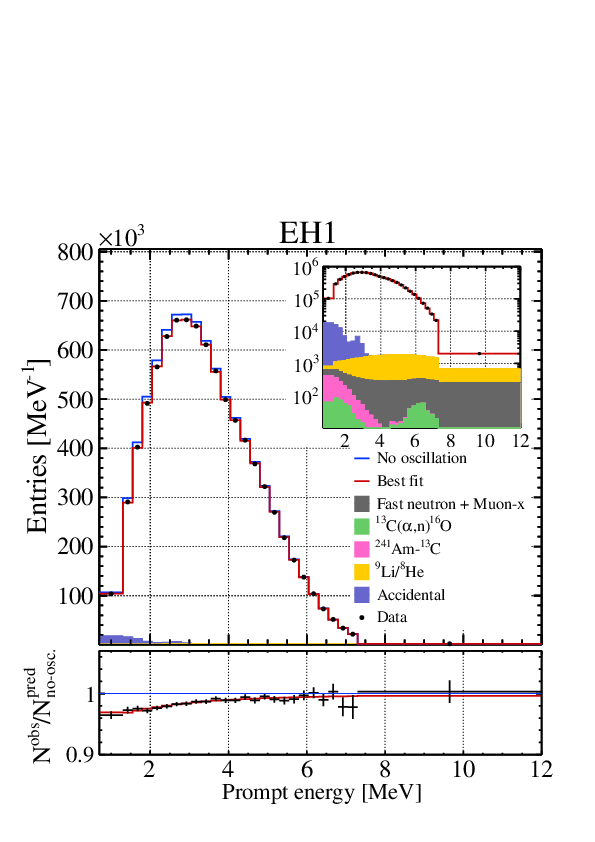 EH1
×10³
800
700
600
500
400
300
200
100
Entries [MeV⁻¹]
10⁶
10⁵
10⁴
10³
10²
2 4 6 8 10 12
No oscillation
Best fit
Fast neutron + Muon-x
¹³C(α,n)¹⁶O
²⁴¹Am-¹³C
⁹Li/⁸He
Accidental
Data
N^obs/N^pred_no-osc.
1
0.9
2 4 6 8 10 12
Prompt energy [MeV]